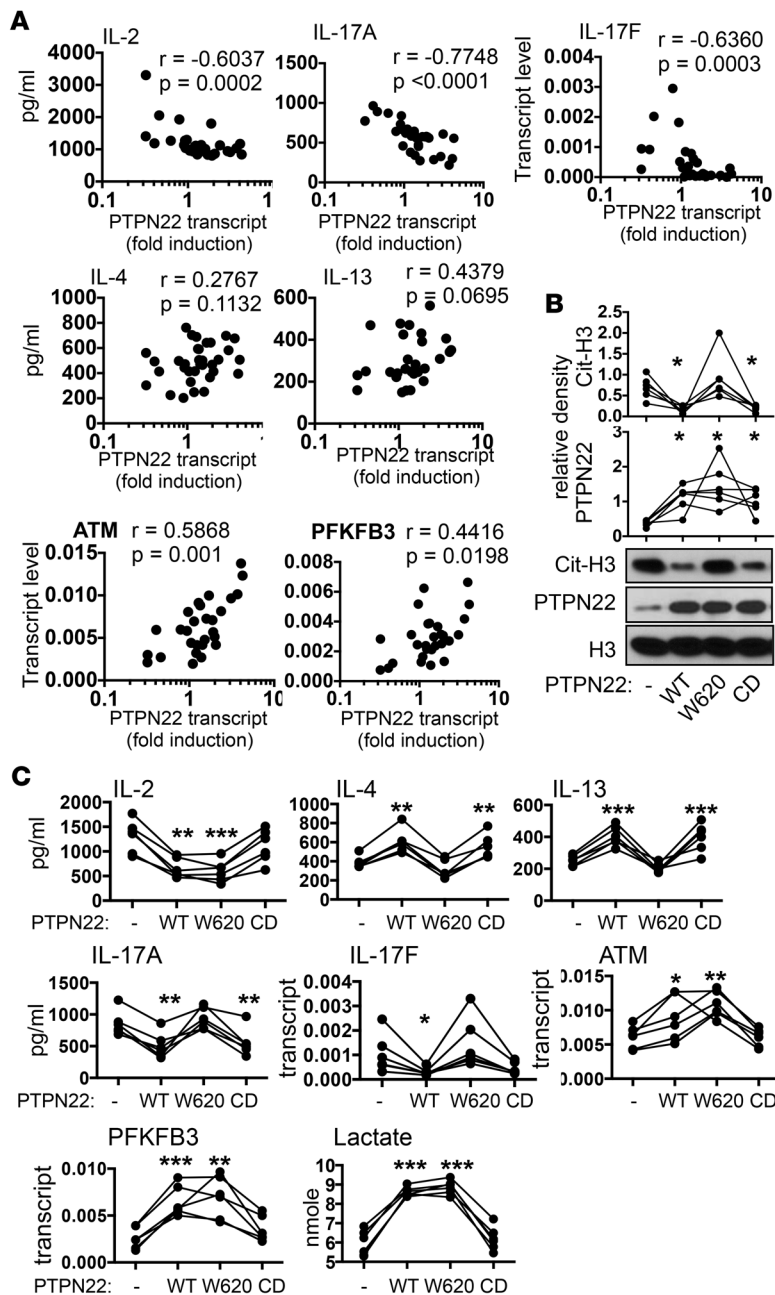 A
IL-2
r = -0.6037
p = 0.0002
pg/ml
4000
3000
2000
1000
0
0.1 1 10
PTPN22 transcript
(fold induction)
IL-17A
r = -0.7748
p <0.0001
1500
1000
500
0
0.1 1 10
PTPN22 transcript
(fold induction)
IL-17F
r = -0.6360
p = 0.0003
Transcript level
0.004
0.003
0.002
0.001
0.000
0.1 1 10
PTPN22 transcript
(fold induction)
IL-4
r = 0.2767
p = 0.1132
pg/ml
1000
800
600
400
200
0
0.1 1
PTPN22 transcript
(fold induction)
IL-13
r = 0.4379
p = 0.0695
600
400
200
0
0.1 1 10
PTPN22 transcript
(fold induction)
ATM
r = 0.5868
p = 0.001
Transcript level
0.015
0.010
0.005
0.000
0.1 1 10
PTPN22 transcript
(fold induction)
PFKFB3
r = 0.4416
p = 0.0198
0.008
0.006
0.004
0.002
0.000
0.1 1 10
PTPN22 transcript
(fold induction)
B
relative density
Cit-H3
2.0
1.5
1.0
0.5
0.0
* *
PTPN22
3
2
1
0
* * *
Cit-H3
PTPN22
H3
PTPN22: - WT W620 CD
C
IL-2
pg/ml
2000
1500
1000
500
0
** ***
PTPN22: - WT W620 CD
IL-4
1000
800
600
400
200
0
** **
- WT W620 CD
IL-13
600
400
200
0
*** ***
- WT W620 CD
IL-17A
pg/ml
1500
1000
500
0
** **
PTPN22: - WT W620 CD
IL-17F
transcript
0.004
0.003
0.002
0.001
0.000
*
- WT W620 CD
ATM
transcript
0.015
0.010
0.005
0.000
* **
- WT W620 CD
PFKFB3
transcript
0.010
0.005
0.000
*** **
PTPN22: - WT W620 CD
Lactate
nmole
10
9
8
7
6
5
*** ***
- WT W620 CD